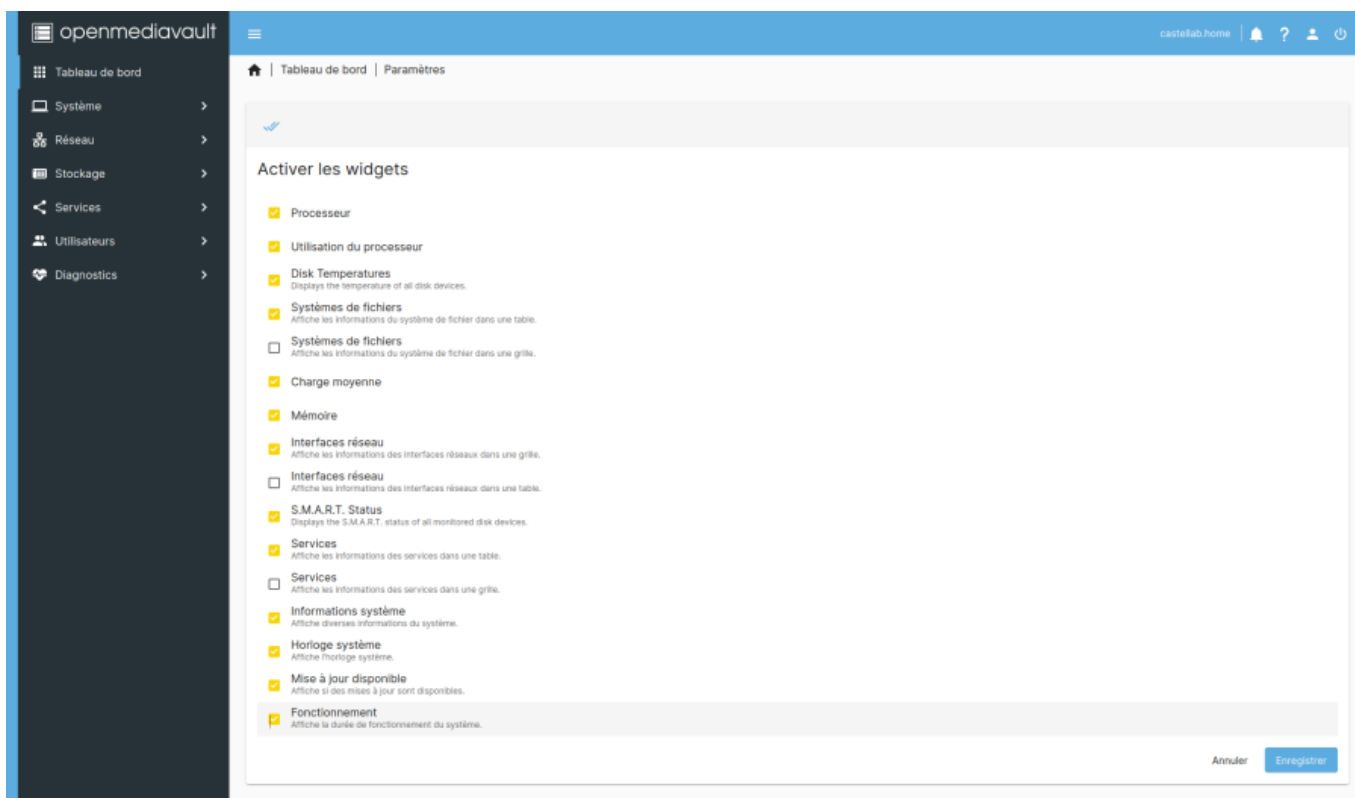 openmediavault
castellab.home
Tableau de bord
Système
Réseau
Stockage
Services
Utilisateurs
Diagnostics
Tableau de bord | Paramètres
Activer les widgets
Processeur
Utilisation du processeur
Disk Temperatures
Displays the temperature of all disk devices.
Systèmes de fichiers
Affiche les informations du système de fichier dans une table.
Systèmes de fichiers
Affiche les informations du système de fichier dans une grille.
Charge moyenne
Mémoire
Interfaces réseau
Affiche les informations des interfaces réseaux dans une grille.
Interfaces réseau
Affiche les informations des interfaces réseaux dans une table.
S.M.A.R.T. Status
Displays the S.M.A.R.T. status of all monitored disk devices.
Services
Affiche les informations des services dans une table.
Services
Affiche les informations des services dans une grille.
Informations système
Affiche diverses informations du système.
Horloge système
Affiche l'horloge système.
Mise à jour disponible
Affiche si des mises à jour sont disponibles.
Fonctionnement
Affiche la durée de fonctionnement du système.
Annuler
Enregistrer